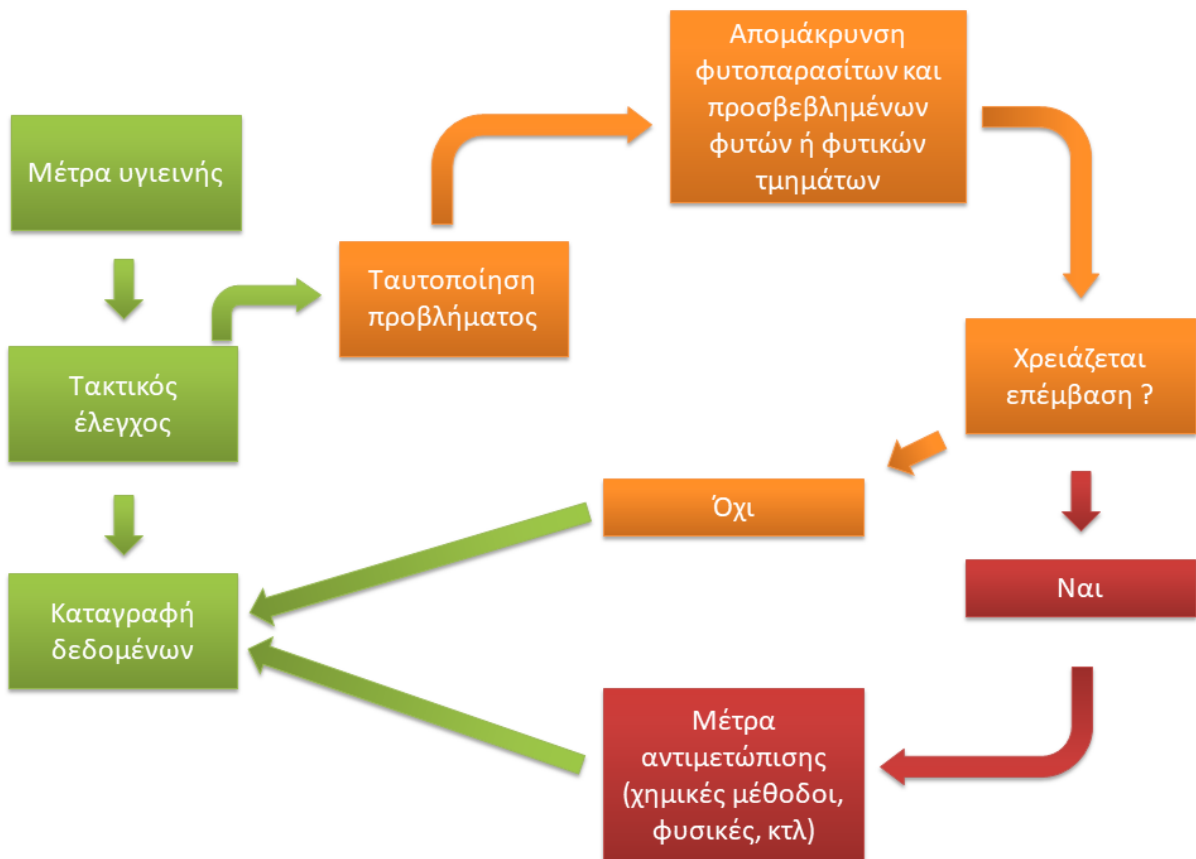 Απομάκρυνση
φυτοπαρασίτων και
προσβεβλημένων
φυτών ή φυτικών
τμημάτων
Μέτρα υγιεινής
Ταυτοποίηση
προβλήματος
Χρειάζεται
επέμβαση ?
Τακτικός
έλεγχος
Όχι
Ναι
Καταγραφή
δεδομένων
Μέτρα
αντιμετώπισης
(χημικές μέθοδοι,
φυσικές, κτλ)